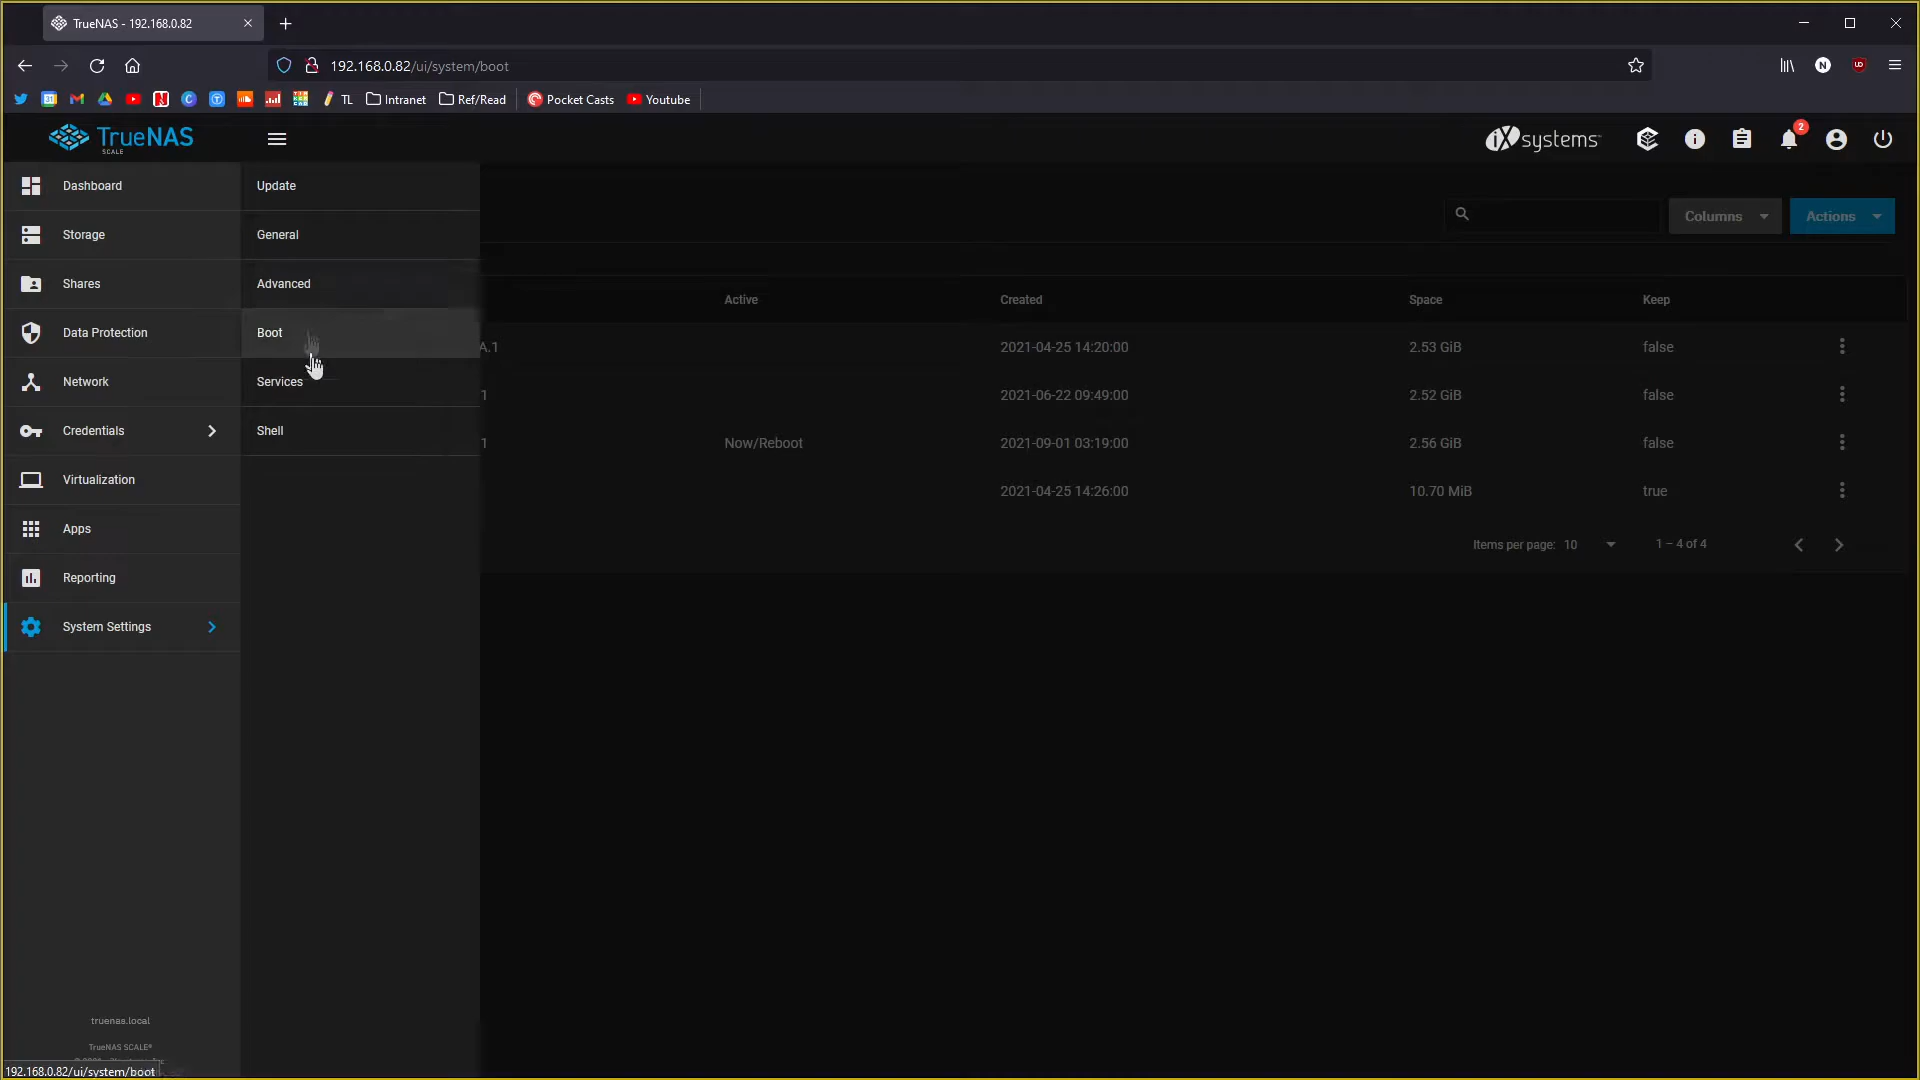 TrueNAS - 192.168.0.82
192.168.0.82/ui/system/boot
TL
Intranet
Ref/Read
Pocket Casts
Youtube
TrueNAS
SCALE
iXsystems
2
Dashboard
Storage
Shares
Data Protection
Network
Credentials
Virtualization
Apps
Reporting
System Settings
Update
General
Advanced
Boot
Services
Shell
Columns
Actions
Active Created Space Keep
A.1 2021-04-25 14:20:00 2.53 GiB false
1 2021-06-22 09:49:00 2.52 GiB false
1 Now/Reboot 2021-09-01 03:19:00 2.56 GiB false
2021-04-25 14:26:00 10.70 MiB true
Items per page: 10 1 – 4 of 4
truenas.local
TrueNAS SCALE®
192.168.0.82/ui/system/boot